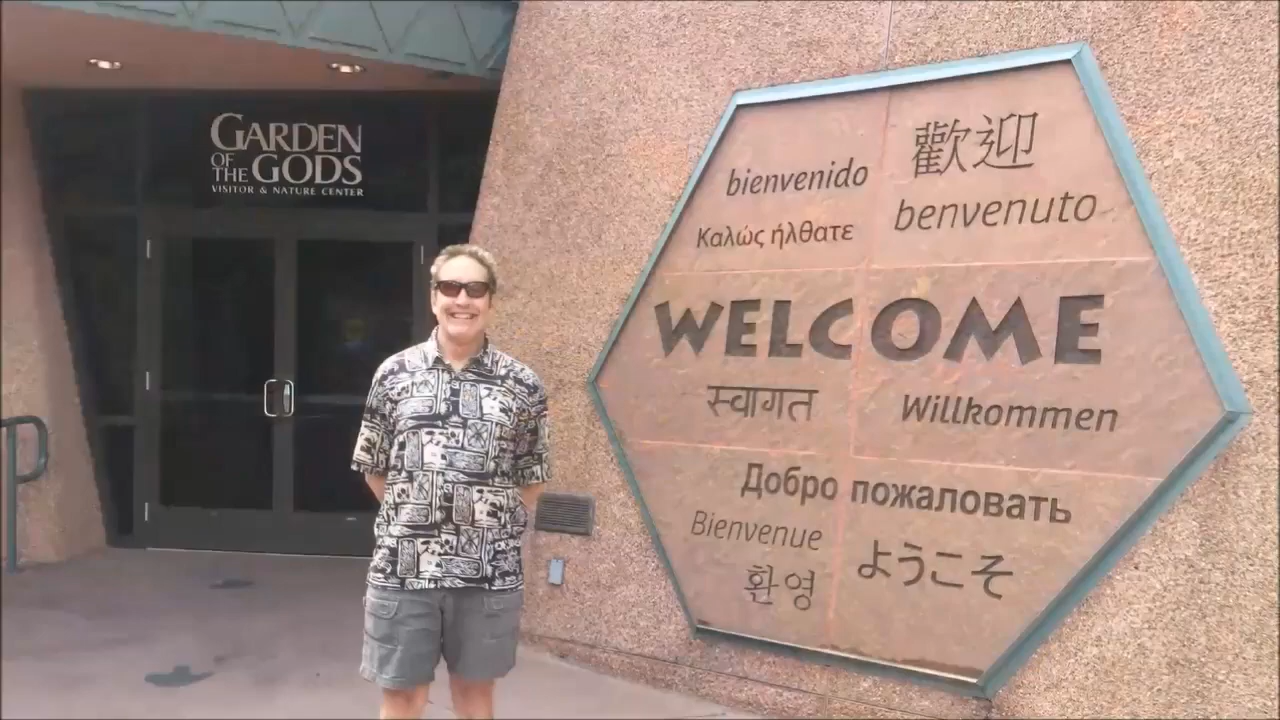 GARDEN
OF THE GODS
VISITOR & NATURE CENTER
歡迎
bienvenido
benvenuto
Καλώς ήλθατε
WELCOME
स्वागत
Willkommen
Добро пожаловать
Bienvenue
ようこそ
환영